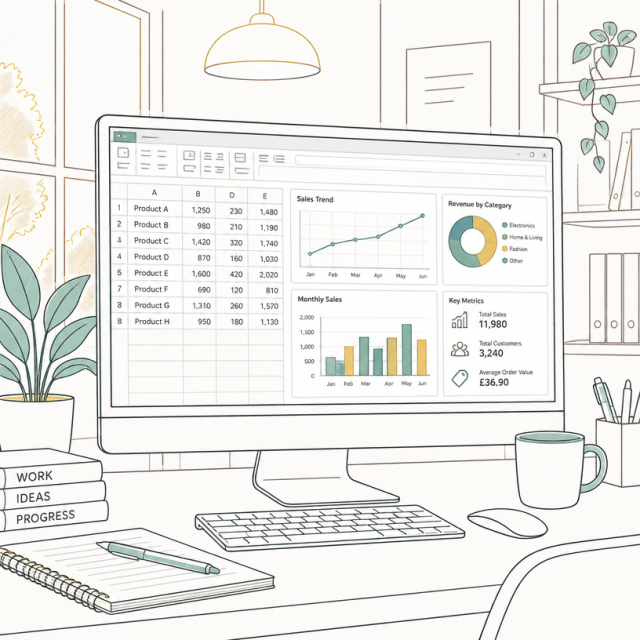 A B D E
1 Product A 1,250 230 1,480
2 Product B 980 210 1,190
4 Product C 1,420 320 1,740
4 Product D 870 160 1,030
6 Product E 1,600 420 2,020
7 Product F 690 120 810
8 Product G 1,310 260 1,570
8 Product H 950 180 1,130
Sales Trend
Jan Feb Mar Apr May Jun
Revenue by Category
Electronics
Home & Living
Fashion
Other
Monthly Sales
2,000
1,500
1,000
500
0
Jan Feb Mar Apr May Jun
Key Metrics
Total Sales
11,980
Total Customers
3,240
Average Order Value
£36.90
WORK
IDEAS
PROGRESS